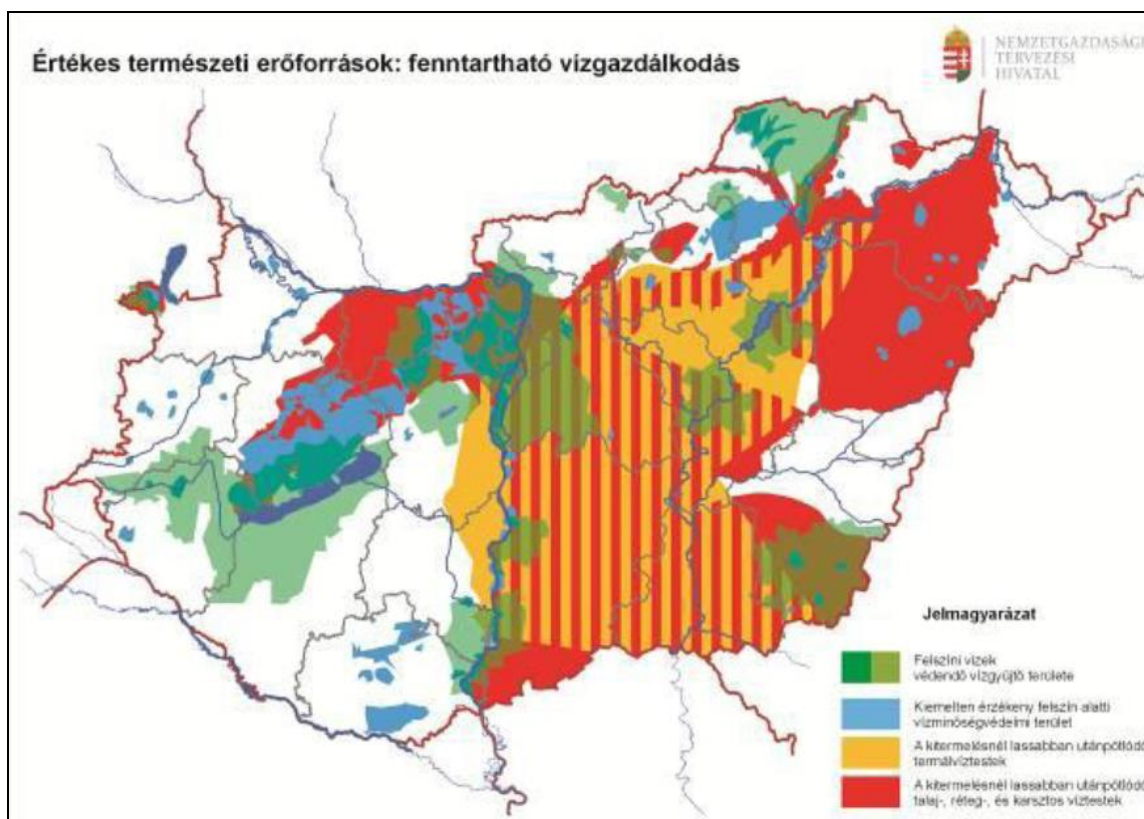 Értékes természeti erőforrások: fenntartható vízgazdálkodás
NEMZETGAZDASÁGI
TERVEZÉSI
HIVATAL
Jelmagyarázat
Felszíni vizek
védendő vízgyűjtő területe
Kiemelten érzékeny felszín alatti
vízminőségvédelmi terület
A kitermelésnél lassabban utánpótlódó
termálvíztestek
A kitermelésnél lassabban utánpótlódó
talaj-, réteg-, és karsztos víztestek